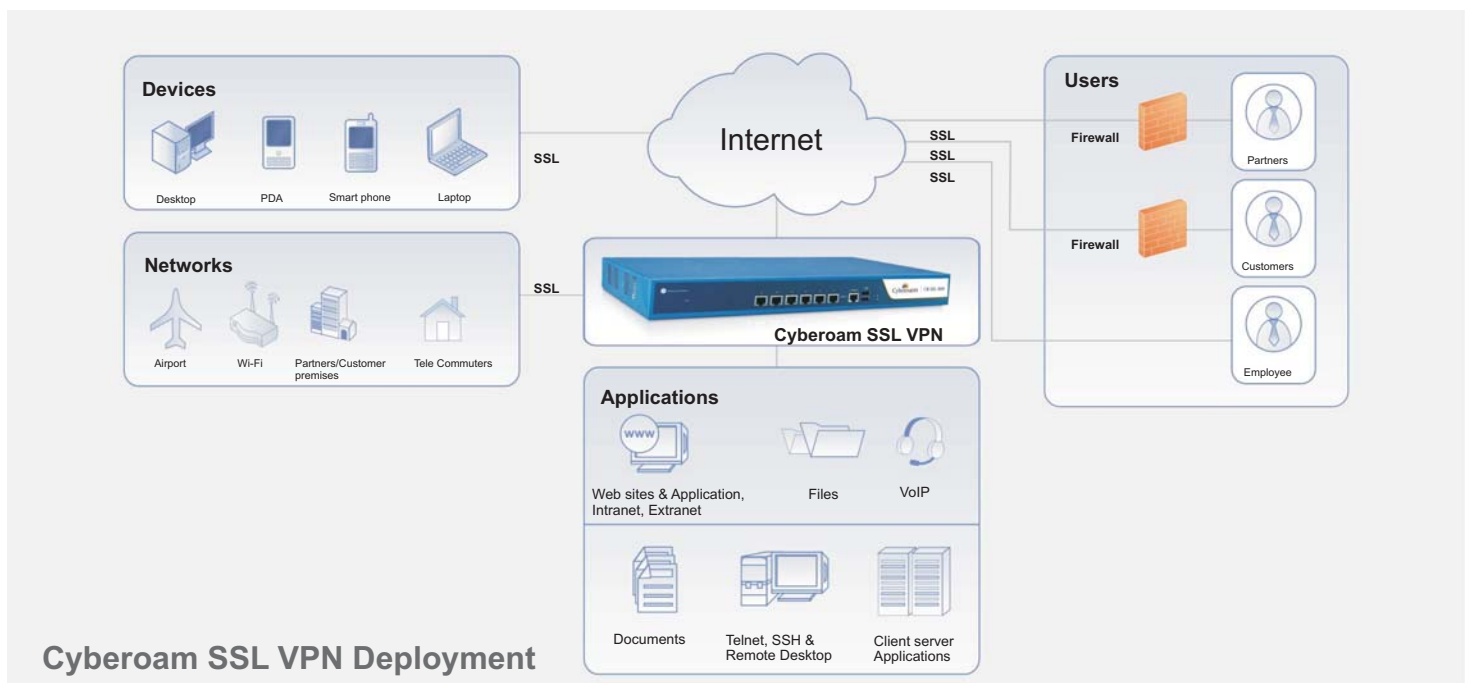 Devices
Desktop
PDA
Smart phone
Laptop
SSL
Networks
Airport
Wi-Fi
Partners/Customer
premises
Tele Commuters
SSL
Internet
SSL
SSL
SSL
Cyberoam
Cyberoam SSL VPN
Users
Firewall
Partners
Firewall
Customers
Employee
Applications
www
Web sites & Application,
Intranet, Extranet
Files
VoIP
Documents
Telnet, SSH &
Remote Desktop
Client server
Applications
Cyberoam SSL VPN Deployment